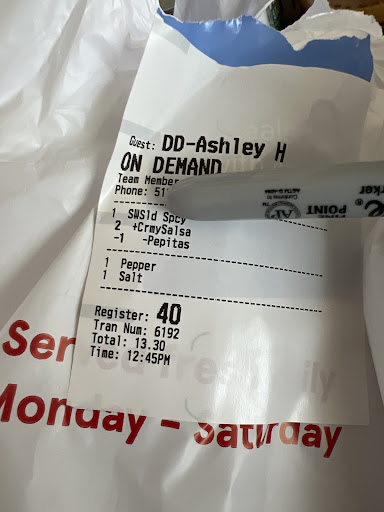 Guest: DD-Ashley H
ON DEMAND
Team Member
Phone: 51
1 SWSld Spcy
2 +CrmySalsa
-1 -Pepitas
1 Pepper
1 Salt
Register: 40
Tran Num: 6192
Total: 13.30
Time: 12:45PM
Monday - Saturday
POINT